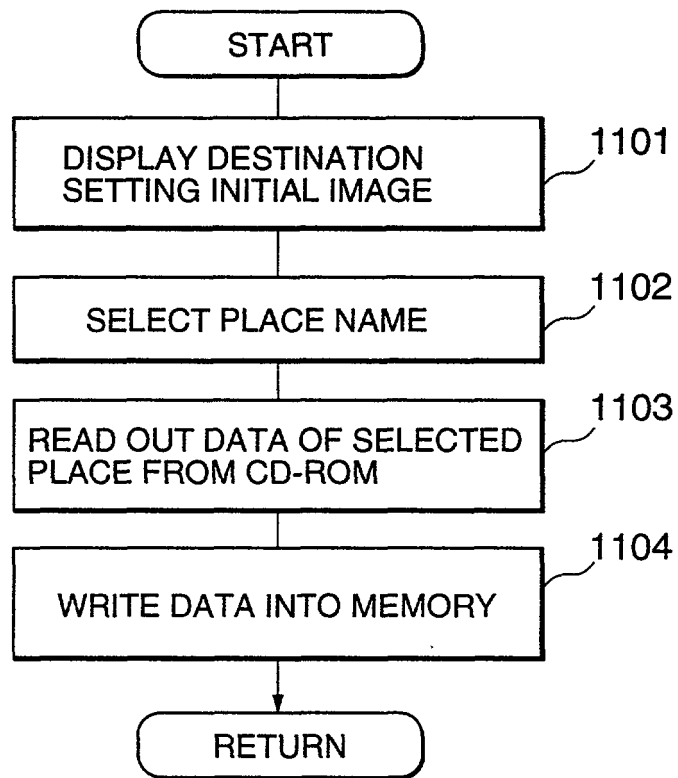 START
1101
DISPLAY DESTINATION
SETTING INITIAL IMAGE
1102
SELECT PLACE NAME
1103
READ OUT DATA OF SELECTED
PLACE FROM CD-ROM
1104
WRITE DATA INTO MEMORY
RETURN